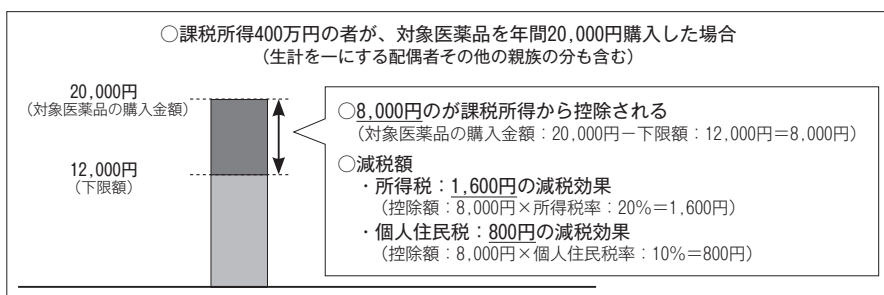 ○課税所得400万円の者が、対象医薬品を年間20,000円購入した場合
（生計を一にする配偶者その他の親族の分も含む）
20,000円
（対象医薬品の購入金額）
12,000円
（下限額）
○8,000円のが課税所得から控除される
（対象医薬品の購入金額：20,000円－下限額：12,000円＝8,000円）
○減税額
・所得税：1,600円の減税効果
（控除額：8,000円×所得税率：20%＝1,600円）
・個人住民税：800円の減税効果
（控除額：8,000円×個人住民税率：10%＝800円）